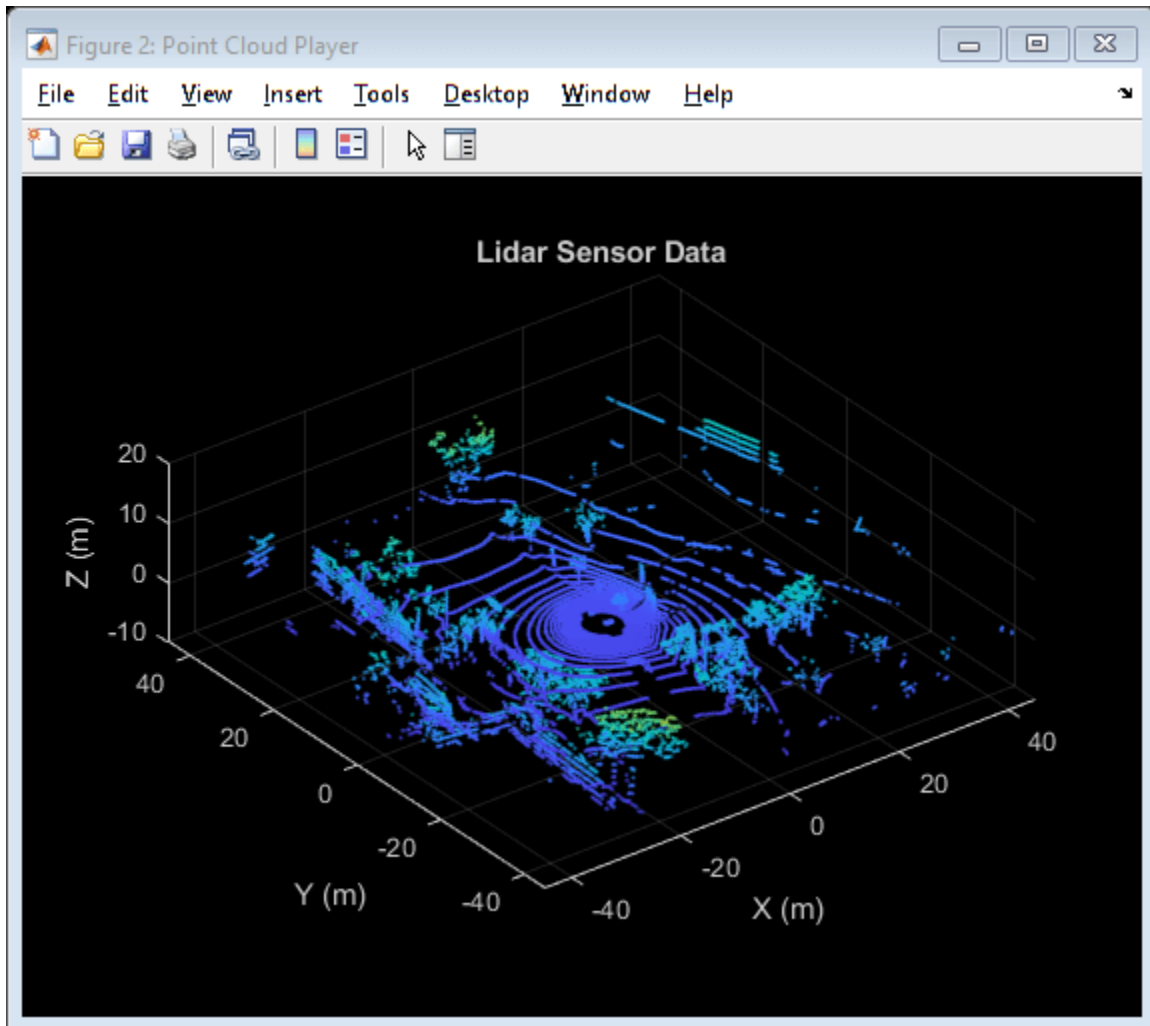 Figure 2: Point Cloud Player
File Edit View Insert Tools Desktop Window Help
Lidar Sensor Data
20
10
0
-10
Z (m)
40
20
0
-20
-40
Y (m)
-40
-20
0
20
40
X (m)